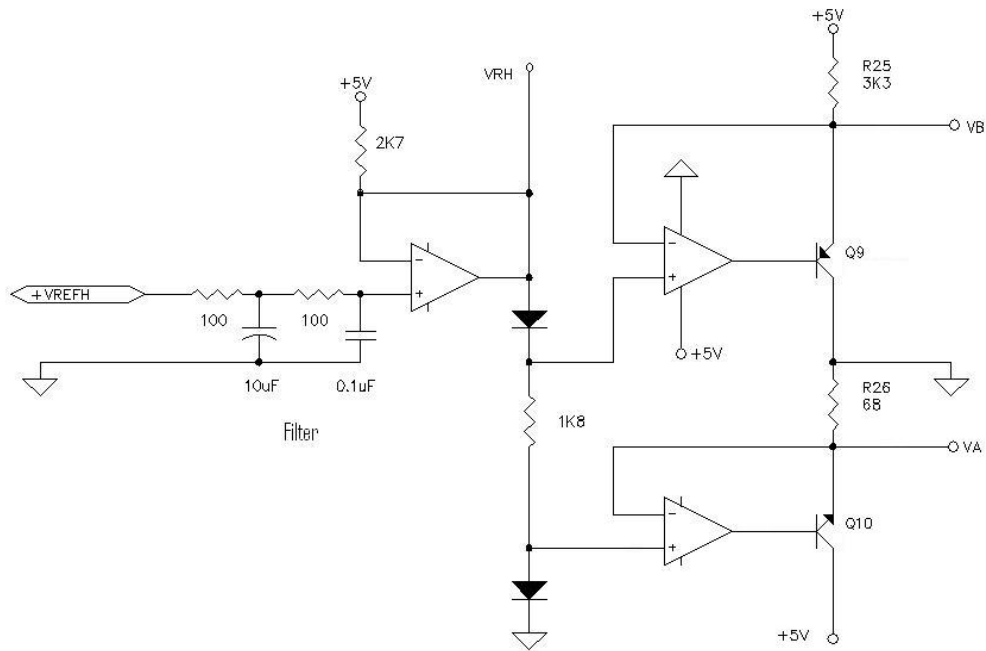 +5V
R25
3K3
VRH
+5V
2K7
VB
−
+
−
+
Q9
+VREFH
100
100
+5V
10uF
0.1uF
R26
68
1K8
Filter
VA
−
+
Q10
+5V